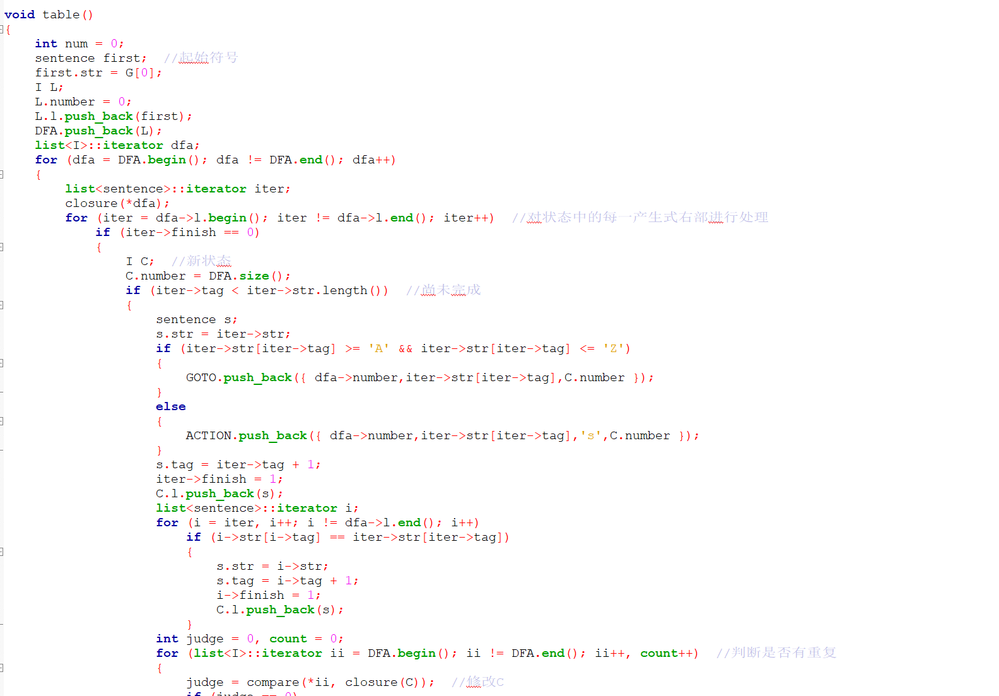 void table()
{
    int num = 0;
    sentence first;  //起始符号
    first.str = G[0];
    I L;
    L.number = 0;
    L.l.push_back(first);
    DFA.push_back(L);
    list<I>::iterator dfa;
    for (dfa = DFA.begin(); dfa != DFA.end(); dfa++)
    {
        list<sentence>::iterator iter;
        closure(*dfa);
        for (iter = dfa->l.begin(); iter != dfa->l.end(); iter++)  //对状态中的每一产生式右部进行处理
            if (iter->finish == 0)
            {
                I C;  //新状态
                C.number = DFA.size();
                if (iter->tag < iter->str.length())  //尚未完成
                {
                    sentence s;
                    s.str = iter->str;
                    if (iter->str[iter->tag] >= 'A' && iter->str[iter->tag] <= 'Z')
                    {
                        GOTO.push_back({ dfa->number,iter->str[iter->tag],C.number });
                    }
                    else
                    {
                        ACTION.push_back({ dfa->number,iter->str[iter->tag],'s',C.number });
                    }
                    s.tag = iter->tag + 1;
                    iter->finish = 1;
                    C.l.push_back(s);
                    list<sentence>::iterator i;
                    for (i = iter, i++; i != dfa->l.end(); i++)
                        if (i->str[i->tag] == iter->str[iter->tag])
                        {
                            s.str = i->str;
                            s.tag = i->tag + 1;
                            i->finish = 1;
                            C.l.push_back(s);
                        }
                    int judge = 0, count = 0;
                    for (list<I>::iterator ii = DFA.begin(); ii != DFA.end(); ii++, count++)  //判断是否有重复
                    {
                        judge = compare(*ii, closure(C));  //修改C
                        if (judge == 0)